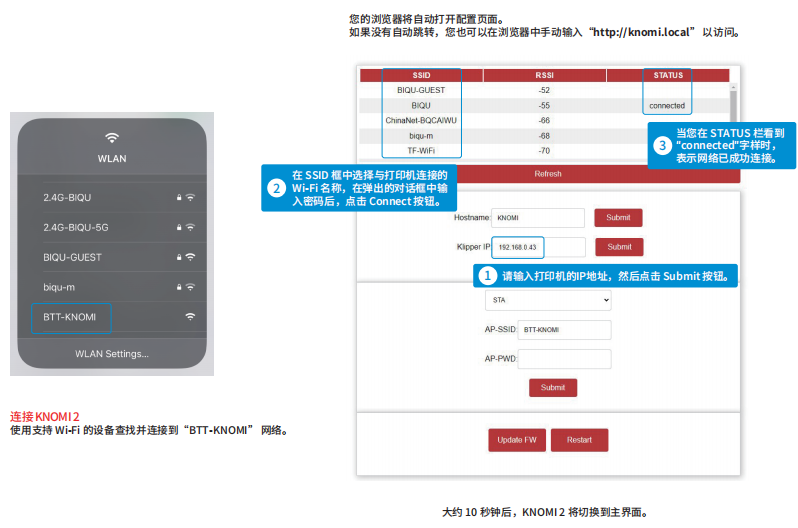 您的浏览器将自动打开配置页面。
如果没有自动跳转，您也可以在浏览器中手动输入“http://knomi.local” 以访问。
WLAN
2.4G-BIQU
2.4G-BIQU-5G
BIQU-GUEST
biqu-m
BTT-KNOMI
WLAN Settings...
连接 KNOMI 2
使用支持 Wi-Fi 的设备查找并连接到“BTT-KNOMI” 网络。
SSID RSSI STATUS
BIQU-GUEST -52
BIQU -55 connected
ChinaNet-BQCAIWU -66
biqu-m -68
TF-WiFi -70
3 当您在 STATUS 栏看到
“connected”字样时，
表示网络已成功连接。
Refresh
2 在 SSID 框中选择与打印机连接的
Wi-Fi 名称，在弹出的对话框中输
入密码后，点击 Connect 按钮。
Hostname: KNOMI Submit
Klipper IP 192.168.0.43 Submit
1 请输入打印机的IP地址，然后点击 Submit 按钮。
STA
AP-SSID: BTT-KNOMI
AP-PWD:
Submit
Update FW Restart
大约 10 秒钟后，KNOMI 2 将切换到主界面。